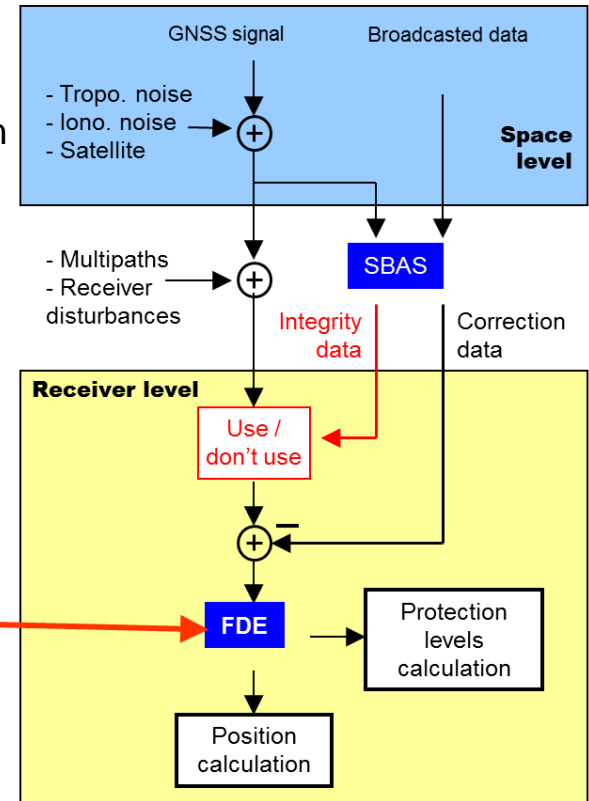 GNSS signal
Broadcasted data
- Tropo. noise
- Iono. noise
- Satellite
n
+
Space
level
- Multipaths
- Receiver
disturbances
+
SBAS
Integrity
data
Correction
data
Receiver level
Use /
don't use
+
−
FDE
Protection
levels
calculation
Position
calculation